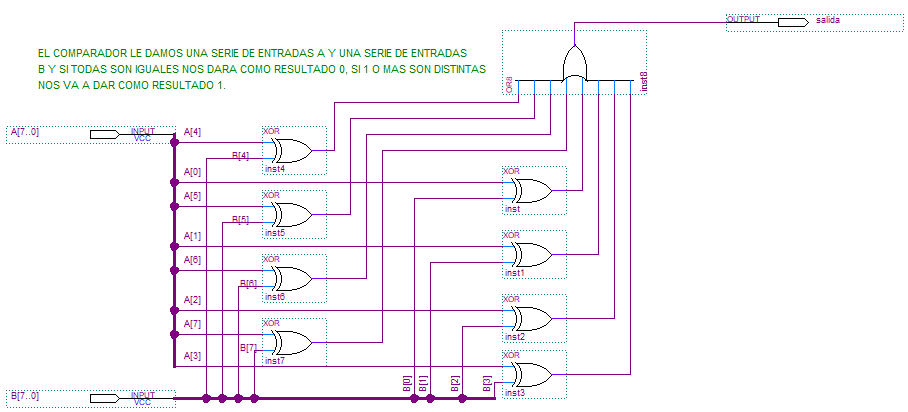 OUTPUT salida
EL COMPARADOR LE DAMOS UNA SERIE DE ENTRADAS A Y UNA SERIE DE ENTRADAS
B Y SI TODAS SON IGUALES NOS DARA COMO RESULTADO 0, SI 1 O MAS SON DISTINTAS
NOS VA A DAR COMO RESULTADO 1.
OR8
inst8
A[7..0] INPUT
VCC
A[4]
XOR
B[4]
inst4
A[0]
XOR
inst
A[5]
XOR
B[5]
inst5
A[1]
XOR
inst1
A[6]
XOR
B[6]
inst6
A[2]
XOR
inst2
A[7]
XOR
B[7]
inst7
A[3]
XOR
inst3
B[0]
B[1]
B[2]
B[3]
B[7..0] INPUT
VCC